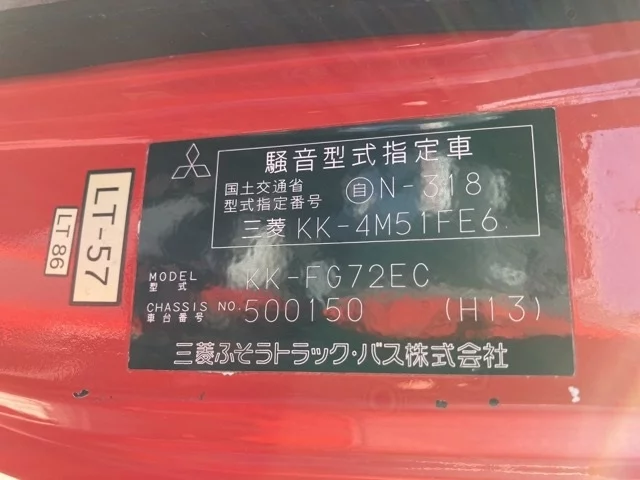 騒音型式指定車
国土交通省
型式指定番号 自N-318
三菱 KK-4M51FE6
MODEL
型式 KK-FG72EC
CHASSIS NO.
車台番号 500150 (H13)
三菱ふそうトラック・バス株式会社
LT-57
LT86